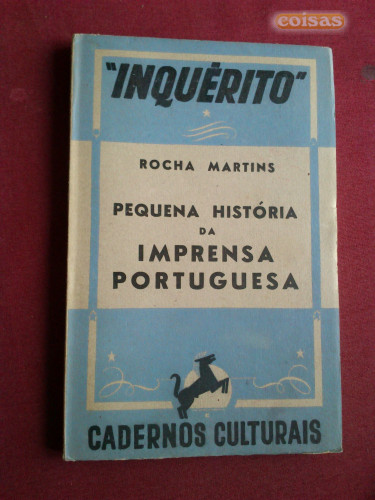 coisas
"INQUÉRITO"
ROCHA MARTINS
PEQUENA HISTÓRIA
DA
IMPRENSA
PORTUGUESA
CADERNOS CULTURAIS